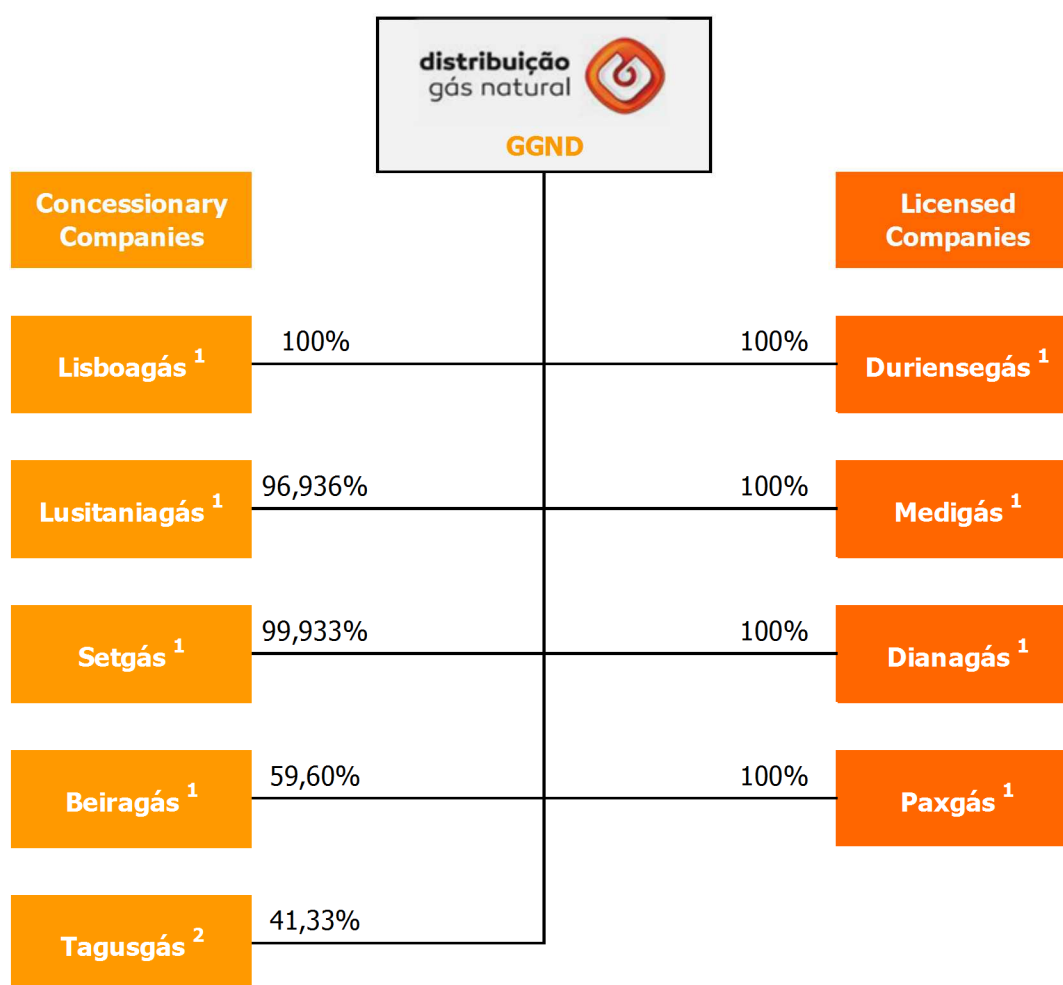 distribuição
gás natural
GGND
Concessionary
Companies
Licensed
Companies
Lisboagás 1
100%
100%
Duriensegás 1
Lusitaniagás 1
96,936%
100%
Medigás 1
Setgás 1
99,933%
100%
Dianagás 1
Beiragás 1
59,60%
100%
Paxgás 1
Tagusgás 2
41,33%